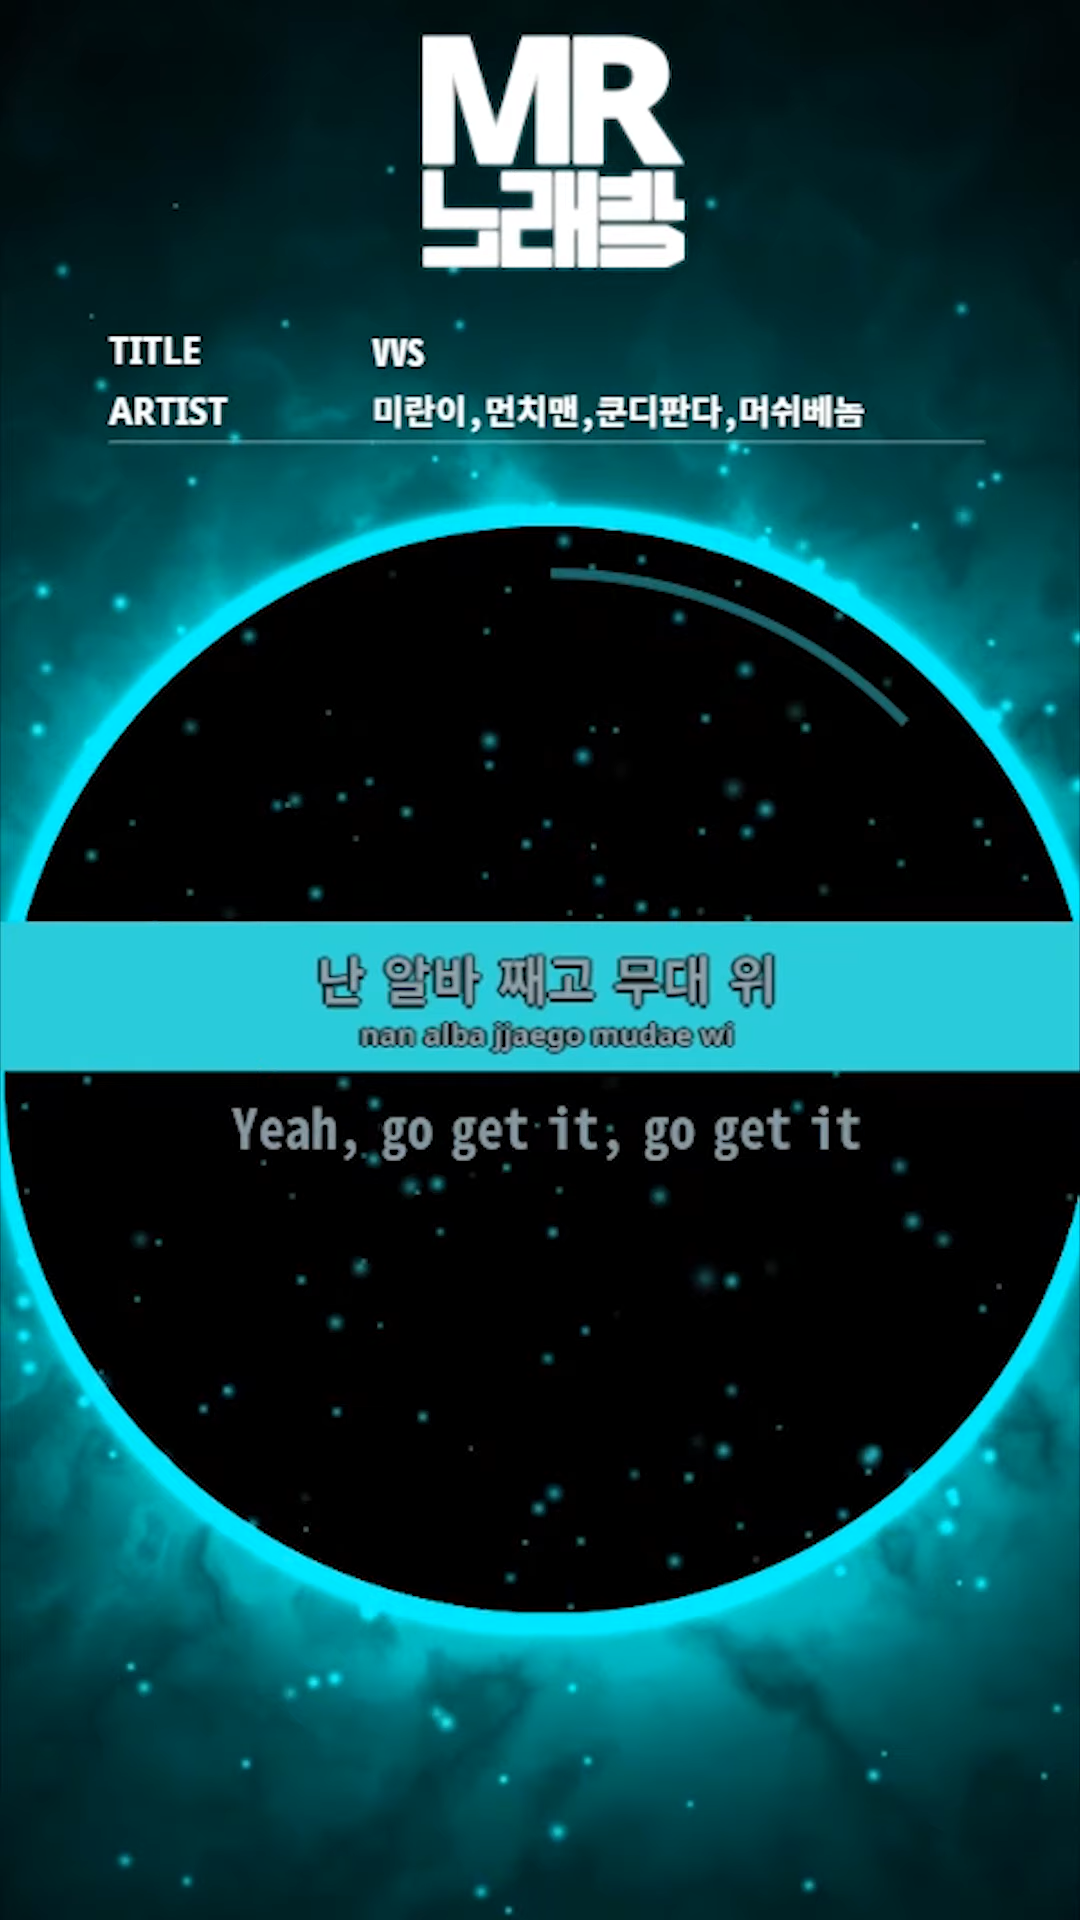 MR
노래방
TITLE VVS
ARTIST 미란이,먼치맨,쿤디판다,머쉬베놈
난 알바 째고 무대 위
nan alba jjaego mudae wi
Yeah, go get it, go get it